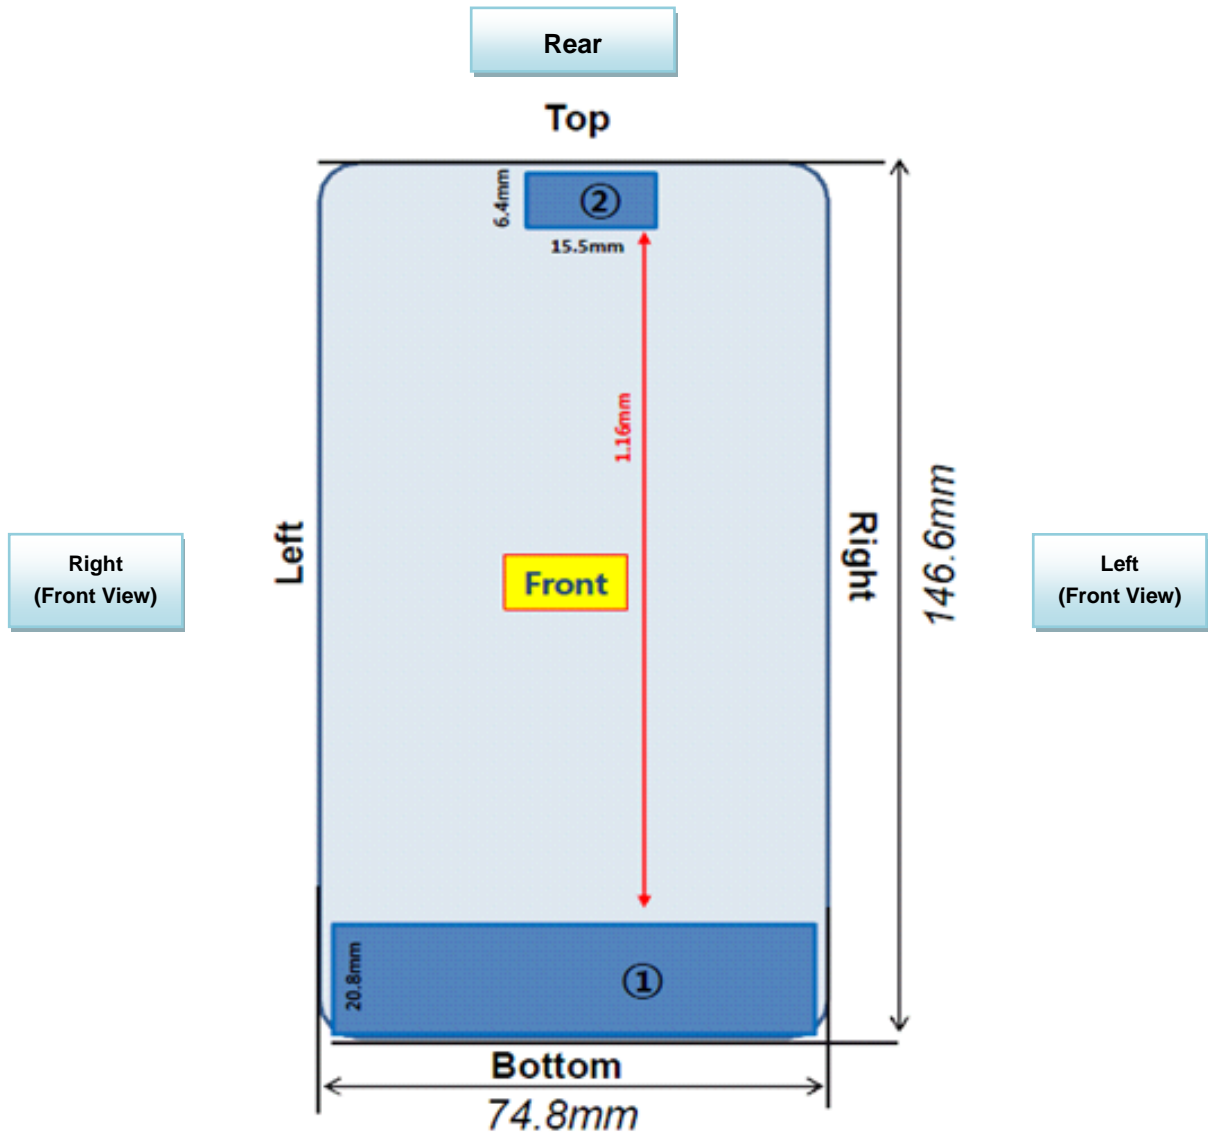 Rear
Top
6.4mm
②
15.5mm
1.16mm
Left
Right
146.6mm
Right
(Front View)
Front
Left
(Front View)
20.8mm
①
Bottom
74.8mm